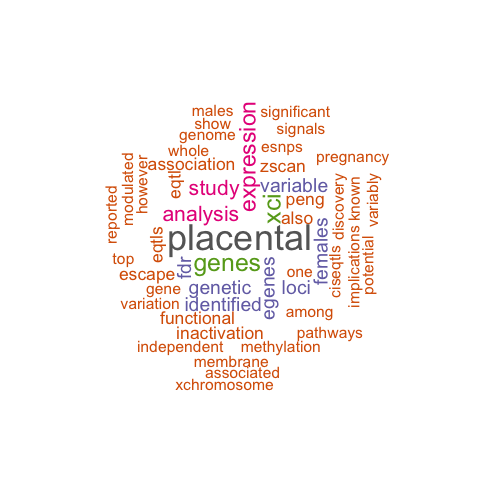 males
significant
show
signals
genome
expression
whole
esnps
pregnancy
association
zscan
eqtl
study
variable
reported
modulated
however
analysis
xci
peng
also
discovery
known
variably
placental
eqtls
top
fdr
genes
females
implications
potential
escape
genetic
egenes
one
loci
ciseqtls
gene
variation
identified
functional
among
inactivation
pathways
independent
methylation
membrane
associated
xchromosome